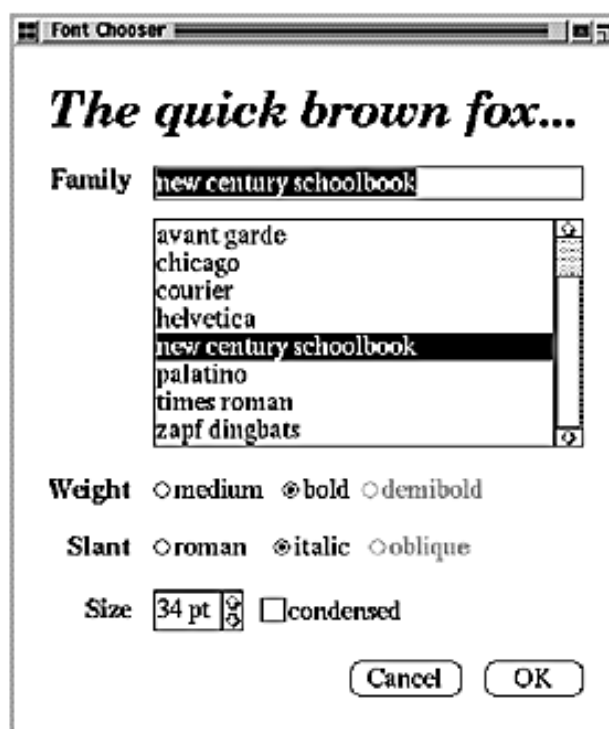 Font Chooser
The quick brown fox...
Family new century schoolbook
avant garde
chicago
courier
helvetica
new century schoolbook
palatino
times roman
zapf dingbats
Weight medium bold demibold
Slant roman italic oblique
Size 34 pt condensed
Cancel OK